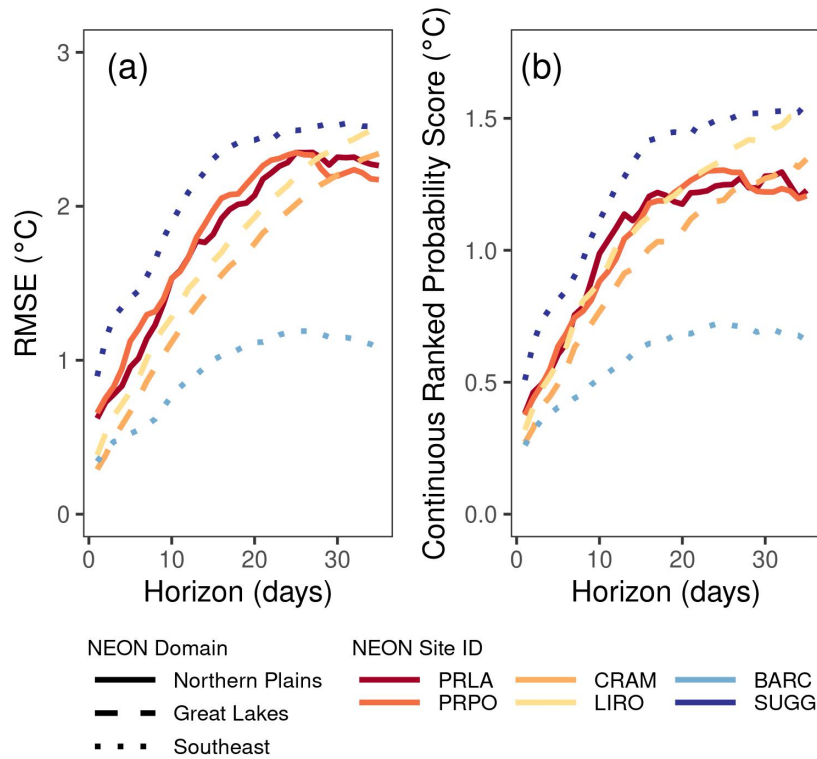 (a)
RMSE (°C)
3
2
1
0
0 10 20 30
Horizon (days)
(b)
Continuous Ranked Probability Score (°C)
1.5
1.0
0.5
0.0
0 10 20 30
Horizon (days)
NEON Domain
Northern Plains
Great Lakes
Southeast
NEON Site ID
PRLA CRAM BARC
PRPO LIRO SUGG